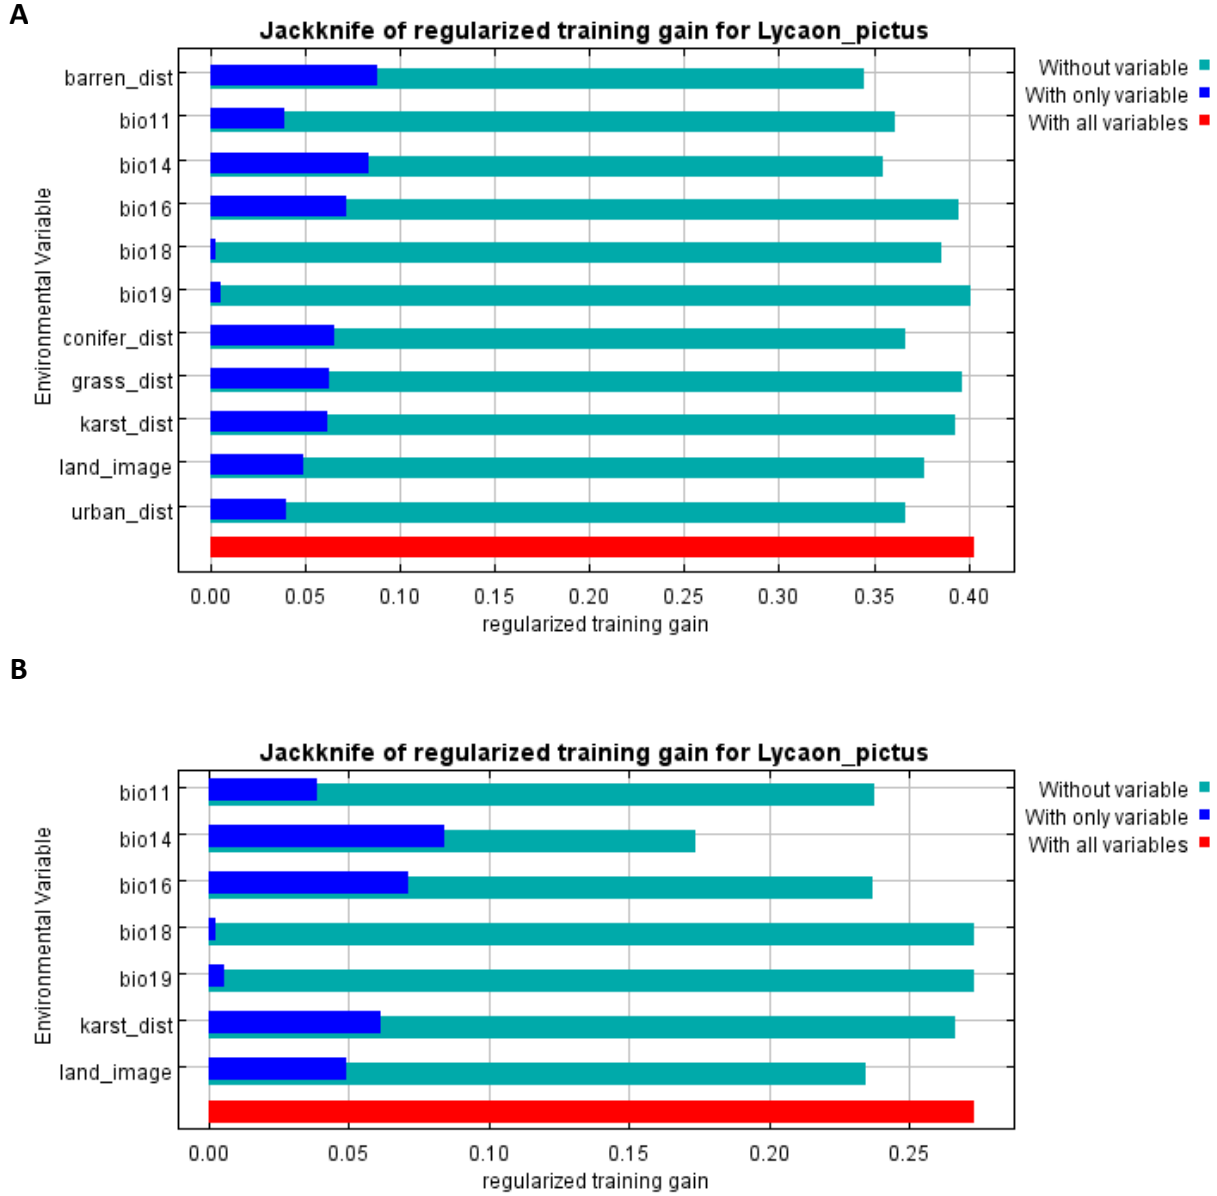 A
Jackknife of regularized training gain for Lycaon_pictus
Without variable
With only variable
With all variables
Environmental Variable
barren_dist
bio11
bio14
bio16
bio18
bio19
conifer_dist
grass_dist
karst_dist
land_image
urban_dist
0.00 0.05 0.10 0.15 0.20 0.25 0.30 0.35 0.40
regularized training gain
B
Jackknife of regularized training gain for Lycaon_pictus
Without variable
With only variable
With all variables
Environmental Variable
bio11
bio14
bio16
bio18
bio19
karst_dist
land_image
0.00 0.05 0.10 0.15 0.20 0.25
regularized training gain